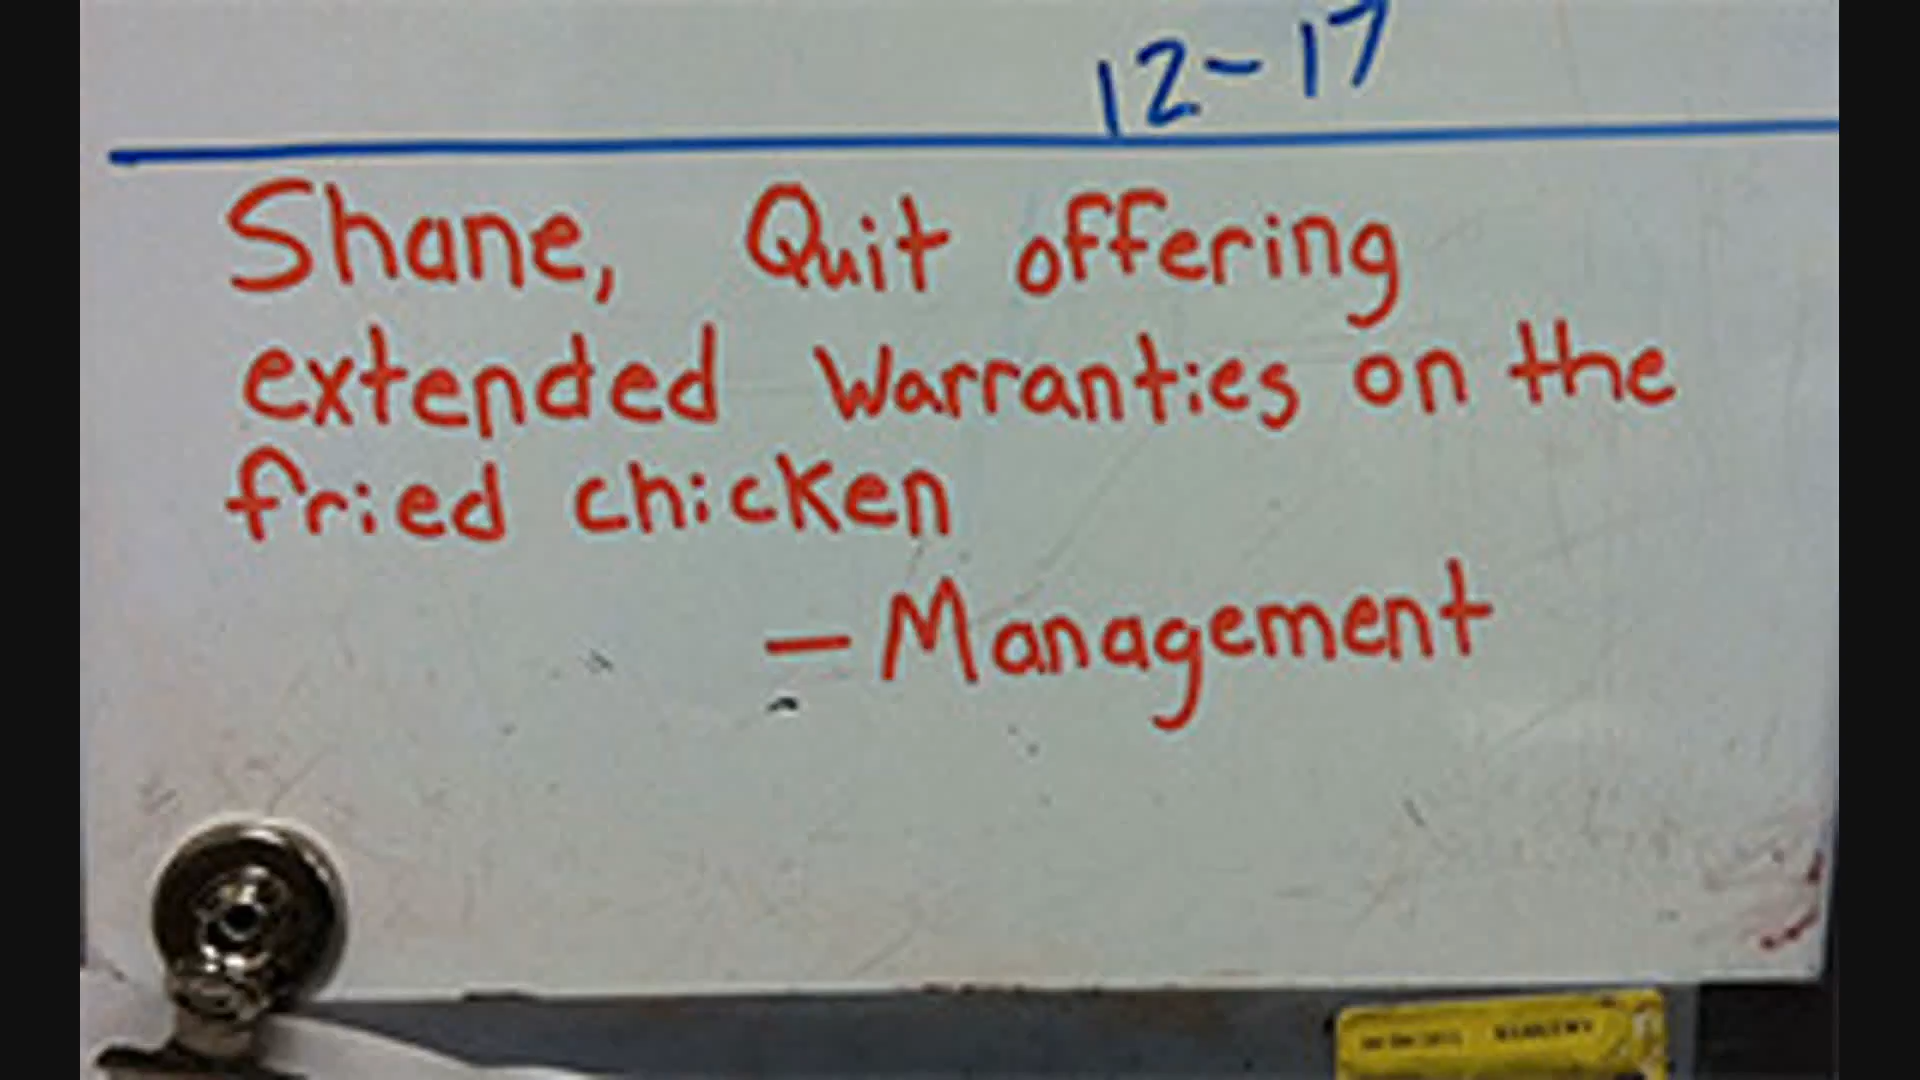 12-17
Shane, Quit offering
extended warranties on the
fried chicken
- Management